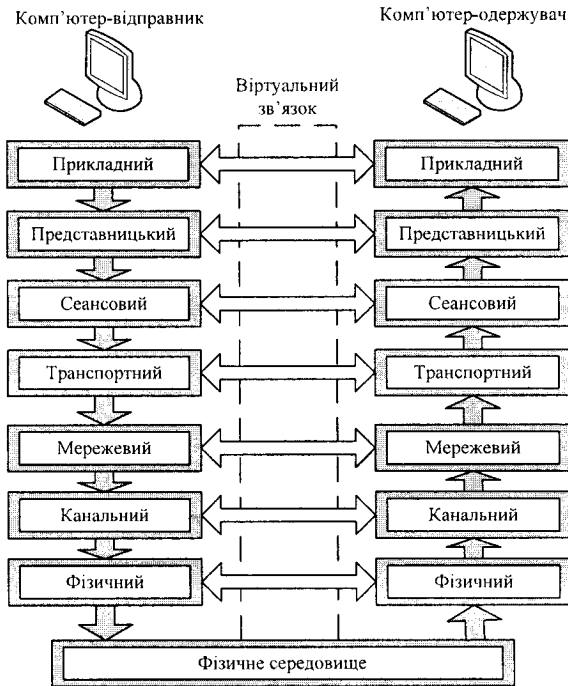 Комп’ютер-відправник
Комп’ютер-одержувач
Віртуальний
зв’язок
Прикладний
Прикладний
Представницький
Представницький
Сеансовий
Сеансовий
Транспортний
Транспортний
Мережевий
Мережевий
Канальний
Канальний
Фізичний
Фізичний
Фізичне середовище